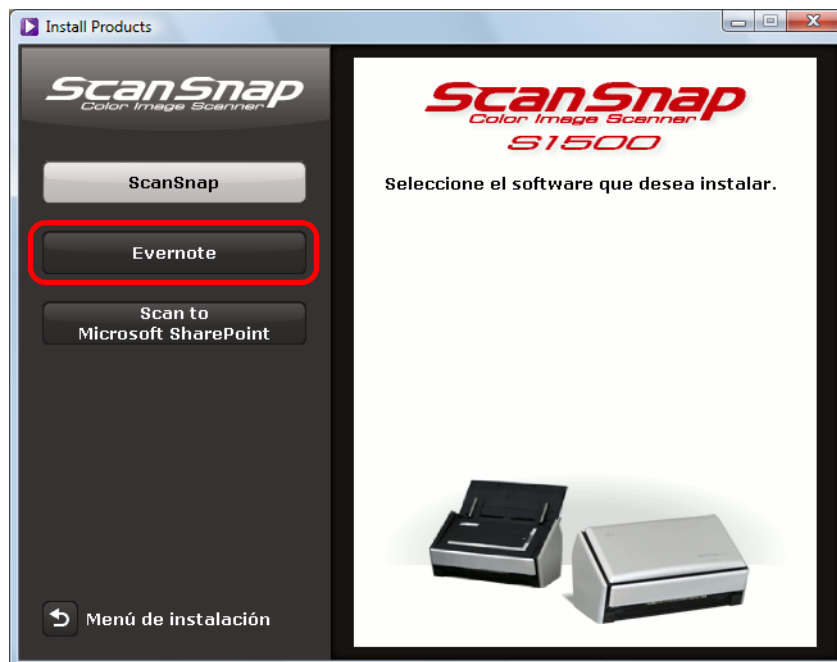 Install Products
ScanSnap
Color Image Scanner
ScanSnap
Evernote
Scan to
Microsoft SharePoint
Menú de instalación
ScanSnap
Color Image Scanner
S1500
Seleccione el software que desea instalar.